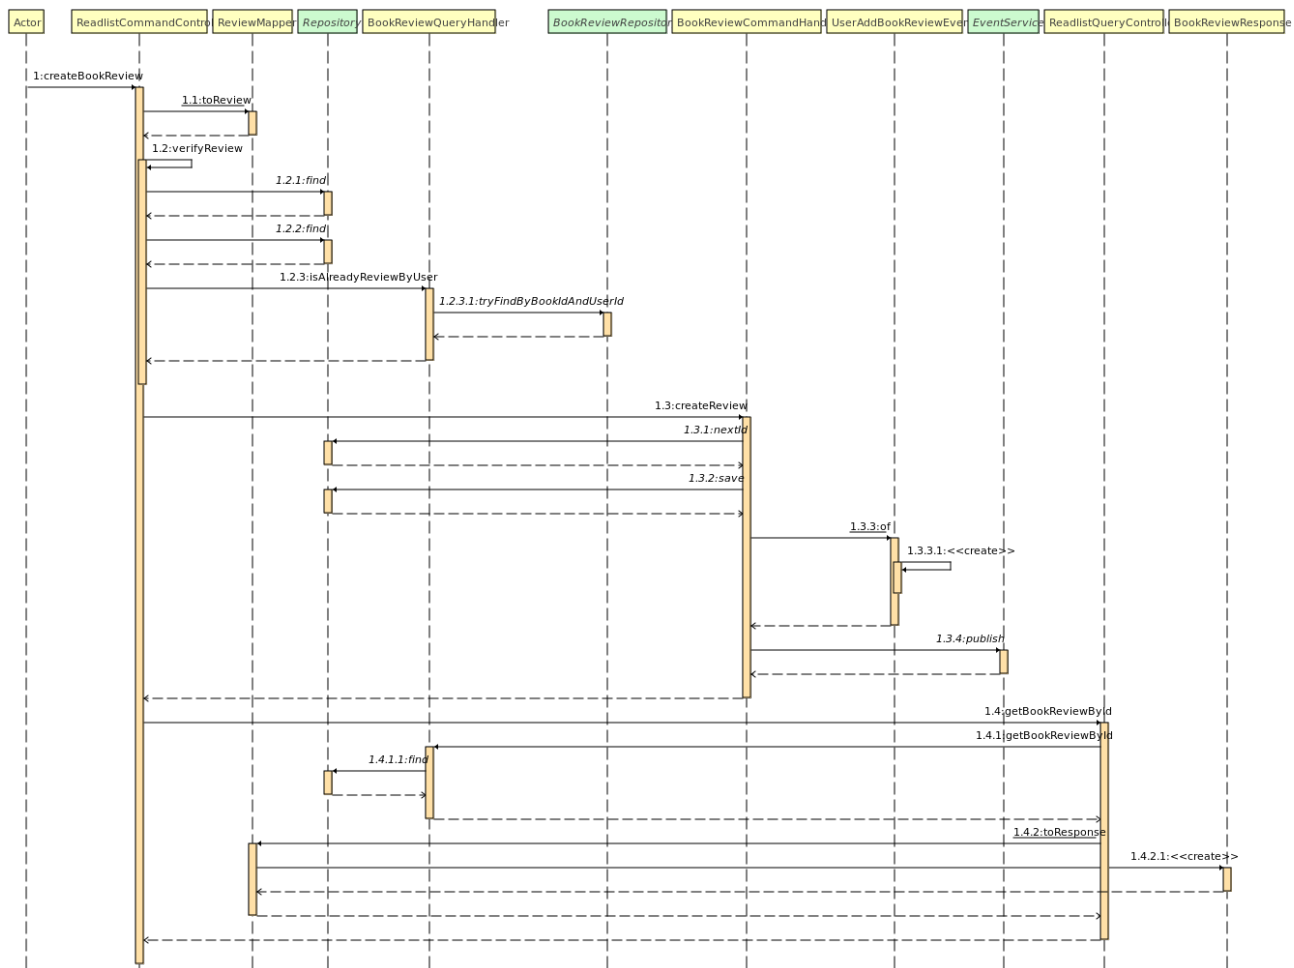 Actor
ReadlistCommandControl
ReviewMapper
Repository
BookReviewQueryHandler
BookReviewRepositor
BookReviewCommandHand
UserAddBookReviewEven
EventService
ReadlistQueryControll
BookReviewResponse
1:createBookReview
1.1:toReview
1.2:verifyReview
1.2.1:find
1.2.2:find
1.2.3:isAlreadyReviewByUser
1.2.3.1:tryFindByBookIdAndUserId
1.3:createReview
1.3.1:nextId
1.3.2:save
1.3.3:of
1.3.3.1:<<create>>
1.3.4:publish
1.4:getBookReviewById
1.4.1:getBookReviewById
1.4.1.1:find
1.4.2:toResponse
1.4.2.1:<<create>>